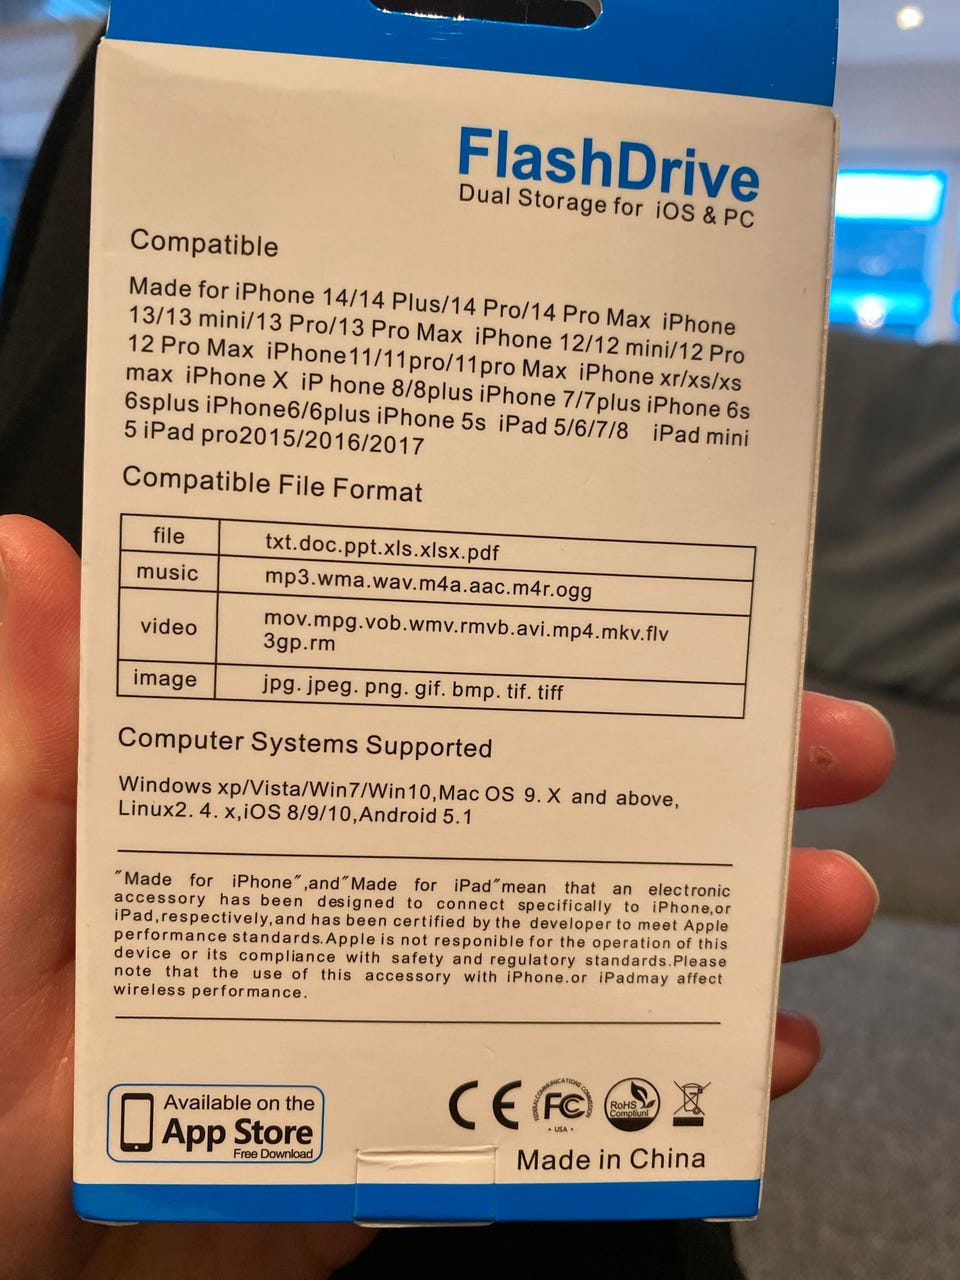 FlashDrive
Dual Storage for iOS & PC
Compatible
Made for iPhone 14/14 Plus/14 Pro/14 Pro Max iPhone
13/13 mini/13 Pro/13 Pro Max iPhone 12/12 mini/12 Pro
12 Pro Max iPhone11/11pro/11pro Max iPhone xr/xs/xs
max iPhone X iP hone 8/8plus iPhone 7/7plus iPhone 6s
6splus iPhone6/6plus iPhone 5s iPad 5/6/7/8 iPad mini
5 iPad pro2015/2016/2017
Compatible File Format
file txt.doc.ppt.xls.xlsx.pdf
music mp3.wma.wav.m4a.aac.m4r.ogg
video mov.mpg.vob.wmv.rmvb.avi.mp4.mkv.flv
3gp.rm
image jpg. jpeg. png. gif. bmp. tif. tiff
Computer Systems Supported
Windows xp/Vista/Win7/Win10,Mac OS 9. X and above,
Linux2. 4. x,iOS 8/9/10,Android 5.1
"Made for iPhone",and"Made for iPad"mean that an electronic
accessory has been designed to connect specifically to iPhone,or
iPad,respectively,and has been certified by the developer to meet Apple
performance standards.Apple is not responible for the operation of this
device or its compliance with safety and regulatory standards.Please
note that the use of this accessory with iPhone.or iPadmay affect
wireless performance.
Available on the
App Store
Free Download
CE
FEDERAL COMMUNICATIONS COMMISSION
FC
• USA •
RoHS
Compliunl
Made in China